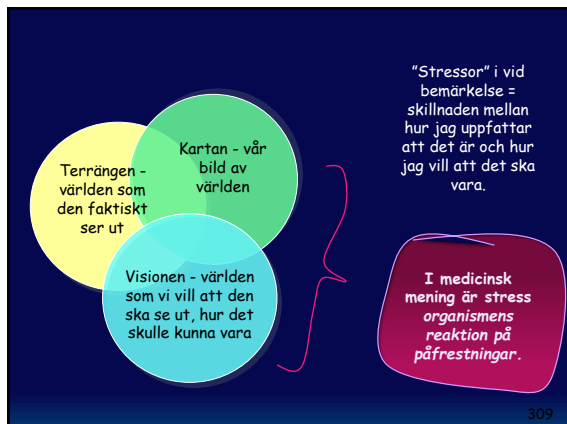 Terrängen -
världen som
den faktiskt
ser ut
Kartan - vår
bild av
världen
Visionen - världen
som vi vill att den
ska se ut, hur det
skulle kunna vara
”Stressor” i vid
bemärkelse =
skillnaden mellan
hur jag uppfattar
att det är och hur
jag vill att det ska
vara.
I medicinsk
mening är stress
organismens
reaktion på
påfrestningar.
309